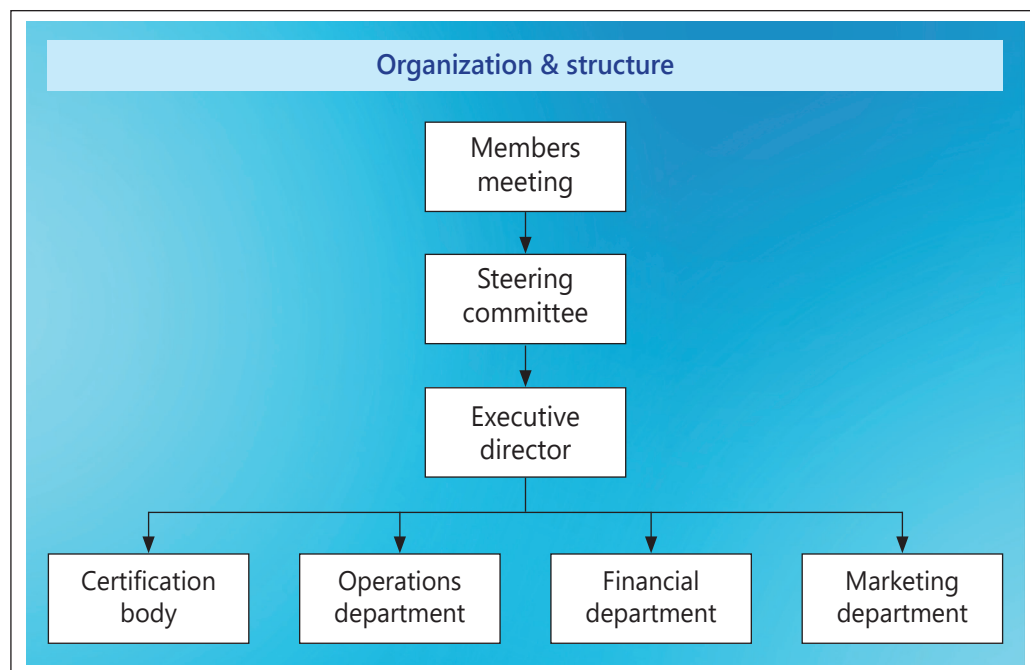 Organization & structure
Members
meeting
Steering
committee
Executive
director
Certification
body
Operations
department
Financial
department
Marketing
department